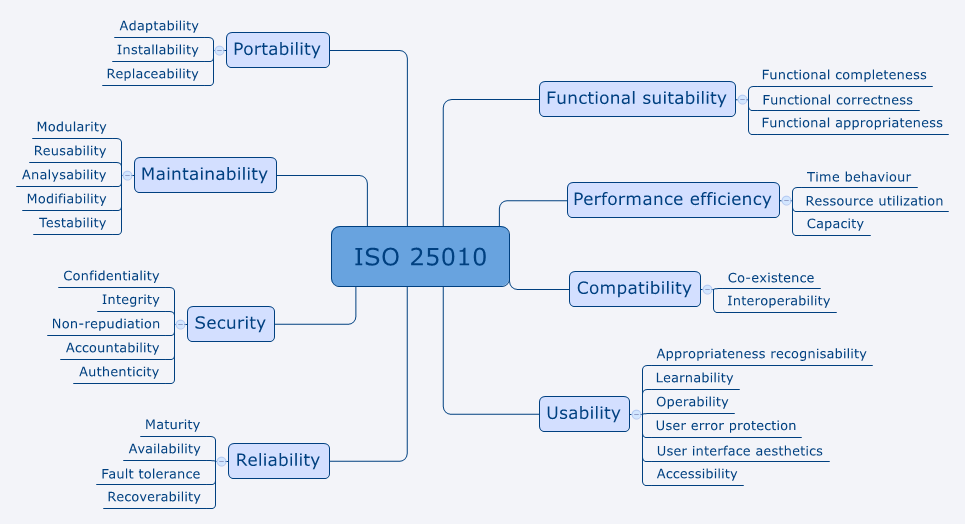 ISO 25010
Functional suitability
Functional completeness
Functional correctness
Functional appropriateness
Performance efficiency
Time behaviour
Ressource utilization
Capacity
Compatibility
Co-existence
Interoperability
Usability
Appropriateness recognisability
Learnability
Operability
User error protection
User interface aesthetics
Accessibility
Reliability
Maturity
Availability
Fault tolerance
Recoverability
Security
Confidentiality
Integrity
Non-repudiation
Accountability
Authenticity
Maintainability
Modularity
Reusability
Analysability
Modifiability
Testability
Portability
Adaptability
Installability
Replaceability